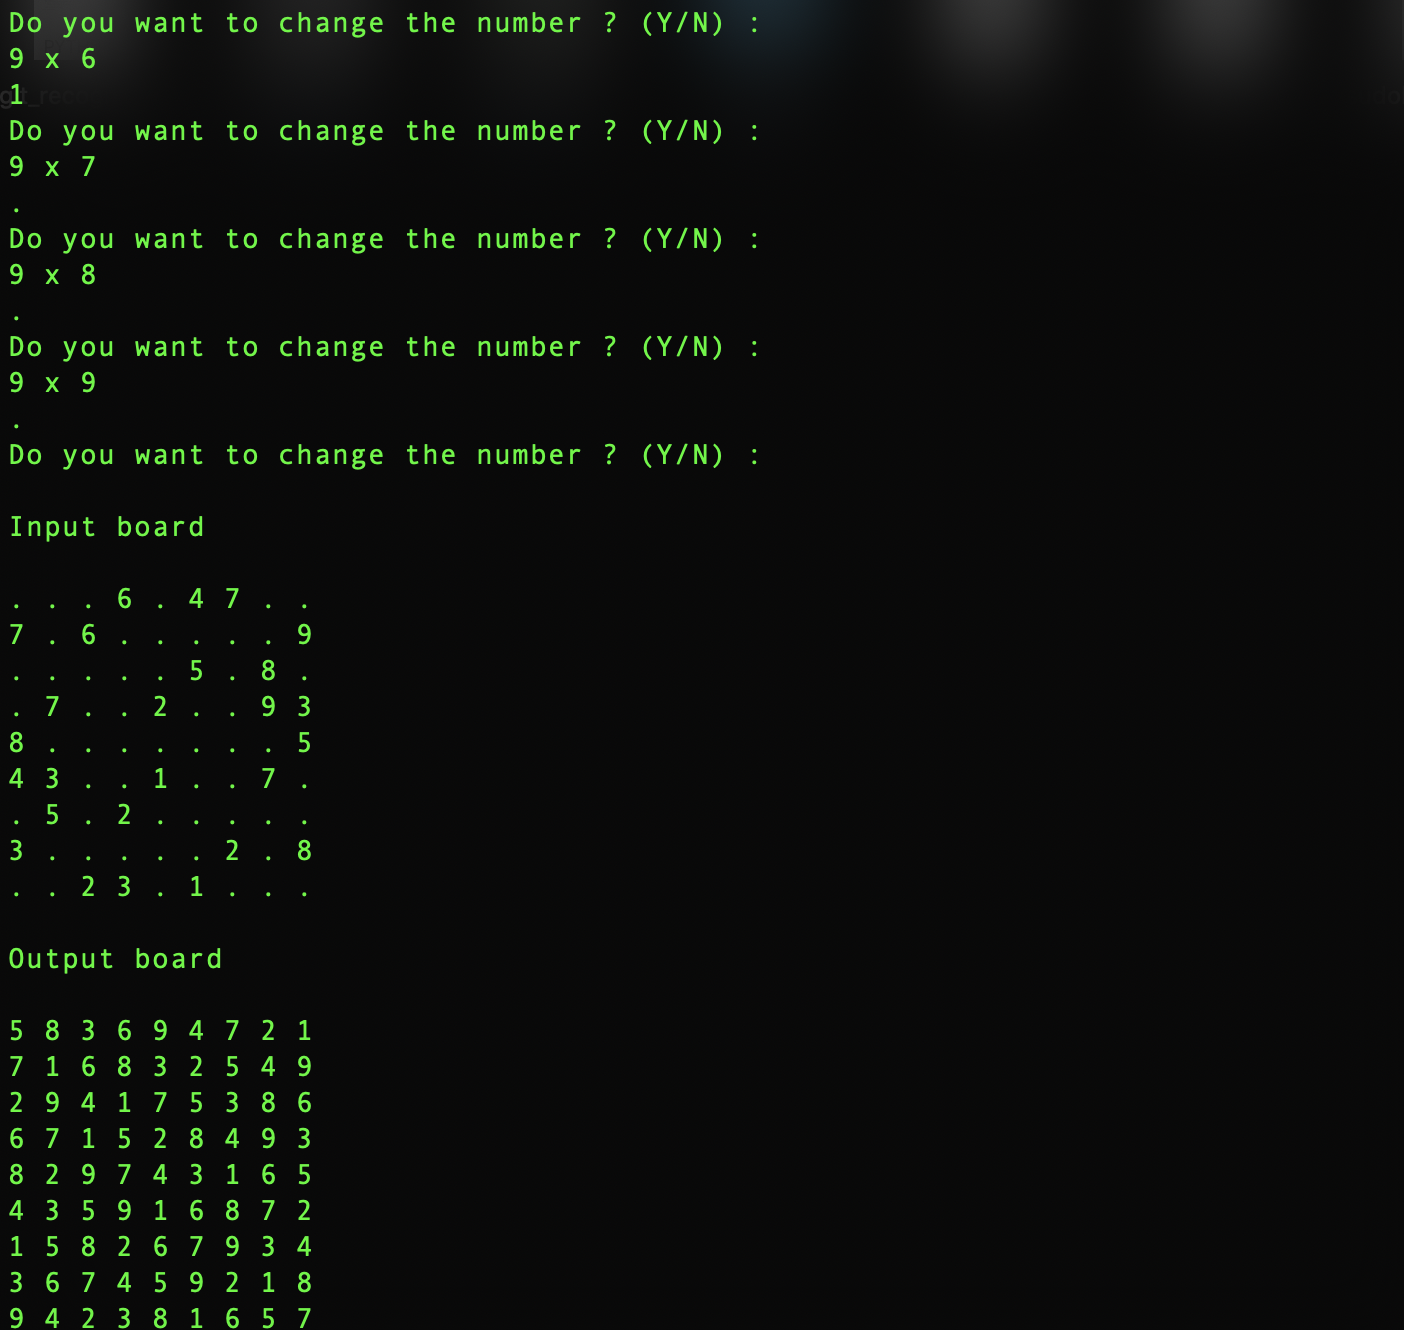 Do you want to change the number ? (Y/N) :
9 x 6
1
Do you want to change the number ? (Y/N) :
9 x 7
.
Do you want to change the number ? (Y/N) :
9 x 8
.
Do you want to change the number ? (Y/N) :
9 x 9
.
Do you want to change the number ? (Y/N) :
Input board
. . . 6 . 4 7 . .
7 . 6 . . . . . 9
. . . . . 5 . 8 .
. 7 . . 2 . . 9 3
8 . . . . . . . 5
4 3 . . 1 . . 7 .
. 5 . 2 . . . . .
3 . . . . . 2 . 8
. . 2 3 . 1 . . .
Output board
5 8 3 6 9 4 7 2 1
7 1 6 8 3 2 5 4 9
2 9 4 1 7 5 3 8 6
6 7 1 5 2 8 4 9 3
8 2 9 7 4 3 1 6 5
4 3 5 9 1 6 8 7 2
1 5 8 2 6 7 9 3 4
3 6 7 4 5 9 2 1 8
9 4 2 3 8 1 6 5 7